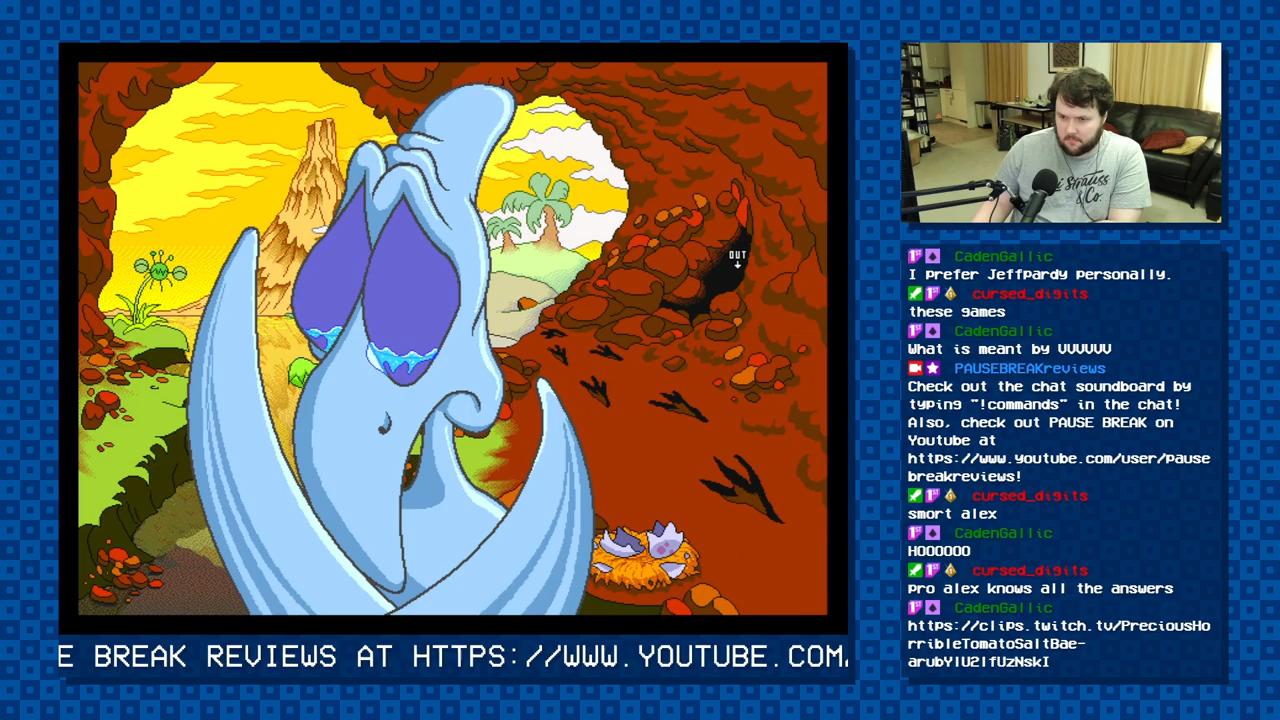 OUT
E BREAK REVIEWS AT HTTPS://WWW.YOUTUBE.COM
Strauss
& Co.
CadenGallic
I prefer Jeffpardy personally.
cursed_digits
these games
CadenGallic
What is meant by VVVVVV
PAUSEBREAKreviews
Check out the chat soundboard by
typing "!commands" in the chat!
Also, check out PAUSE BREAK on
Youtube at
https://www.youtube.com/user/pause
breakreviews!
cursed_digits
smort alex
CadenGallic
HOOOOOO
cursed_digits
pro alex knows all the answers
CadenGallic
https://clips.twitch.tv/PreciousHo
rribleTomatoSaltBae-
arubYlU2lfUzNskI